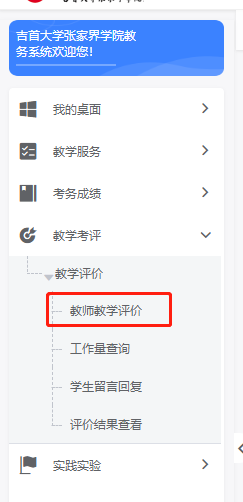 吉首大学张家界学院教
务系统欢迎您！
我的桌面
教学服务
考务成绩
教学考评
教学评价
教师教学评价
工作量查询
学生留言回复
评价结果查看
实践实验